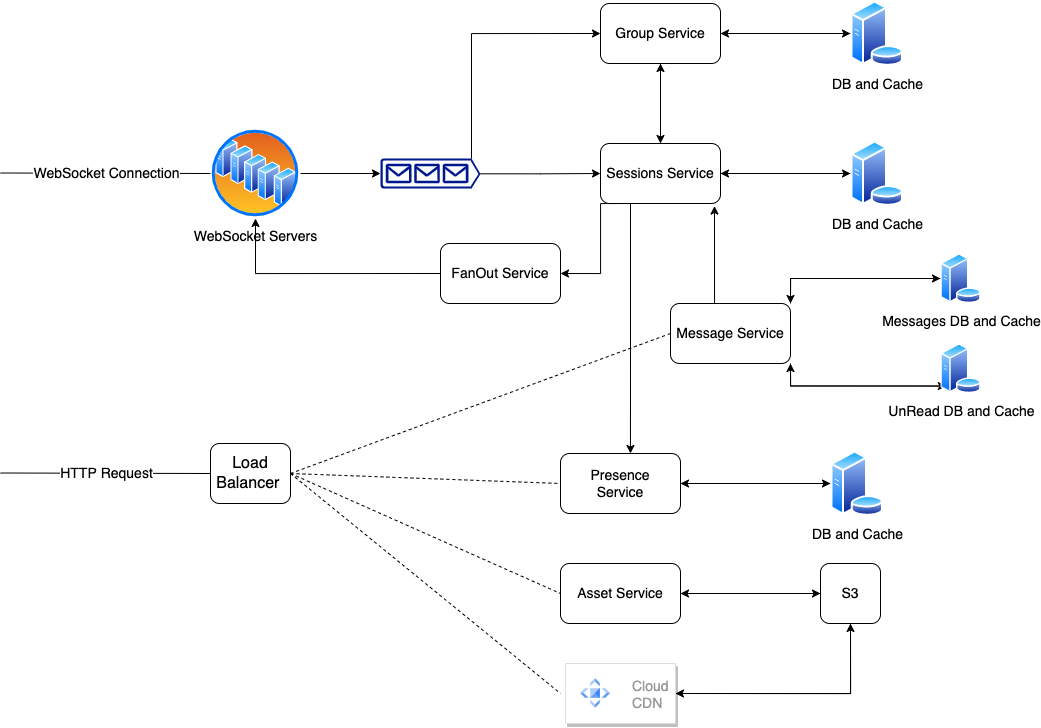 Group Service
DB and Cache
WebSocket Connection
Sessions Service
DB and Cache
WebSocket Servers
FanOut Service
Messages DB and Cache
Message Service
UnRead DB and Cache
HTTP Request
Load
Balancer
Presence
Service
DB and Cache
Asset Service
S3
Cloud
CDN